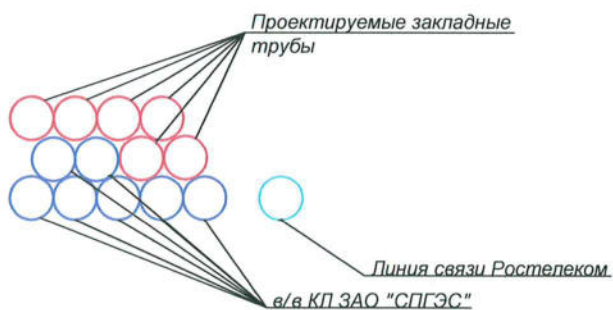 Проектируемые закладные
трубы
Линия связи Ростелеком
в/в КЛ ЗАО "СПГЭС"